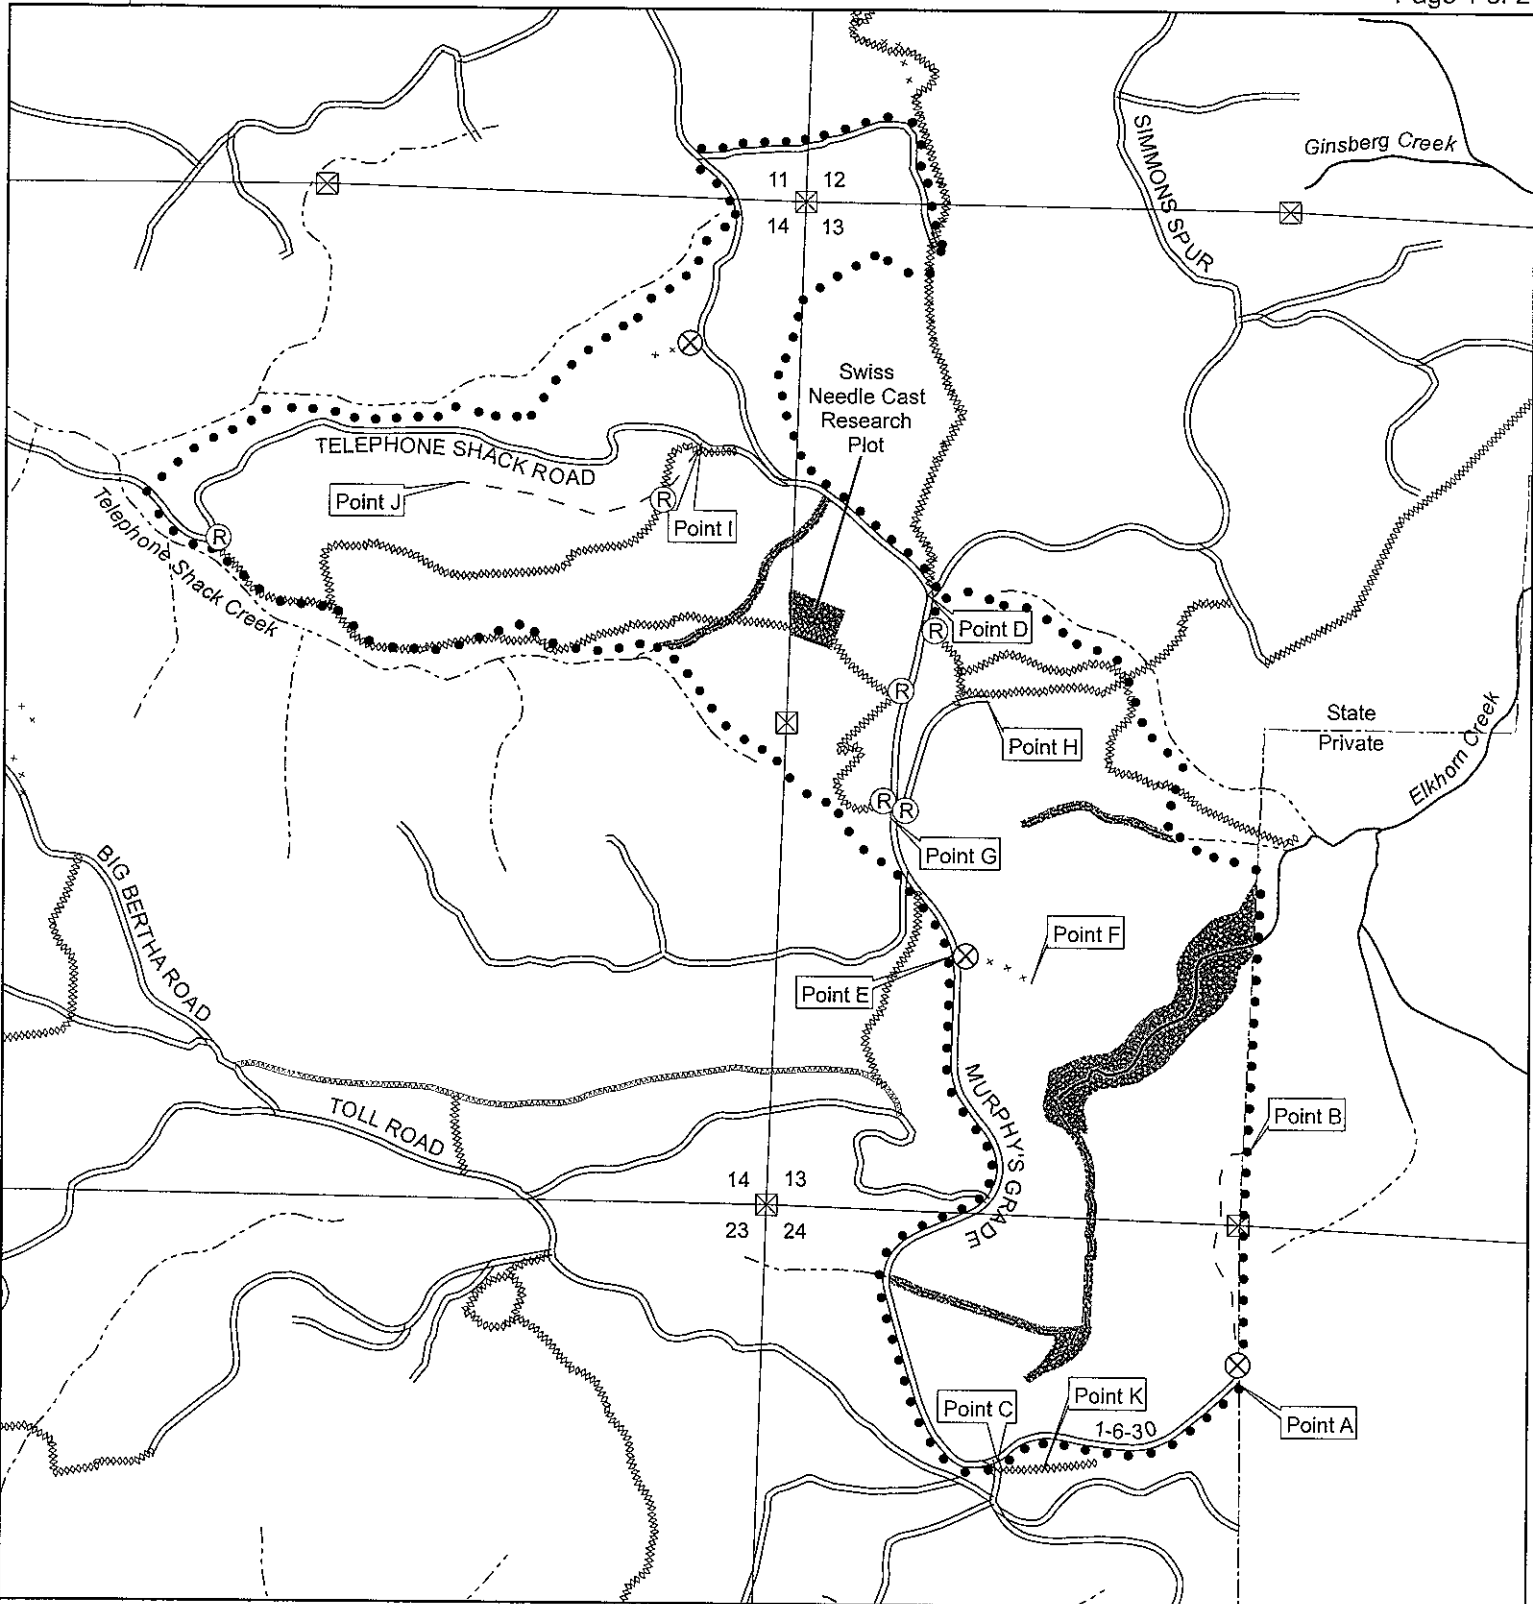 Page 1 of 2
Ginsberg Creek
SIMMONS SPUR
11 12
14 13
Swiss
Needle Cast
Research
Plot
TELEPHONE SHACK ROAD
Point J
R
Point I
R
Telephone Shack Creek
Point D
R
R
State
Private
Point H
Elkhorn Creek
R
R
Point G
BIG BERTHA ROAD
Point F
Point E
MURPHY'S GRADE
TOLL ROAD
Point B
14 13
23 24
Point K
Point C
1-6-30
Point A